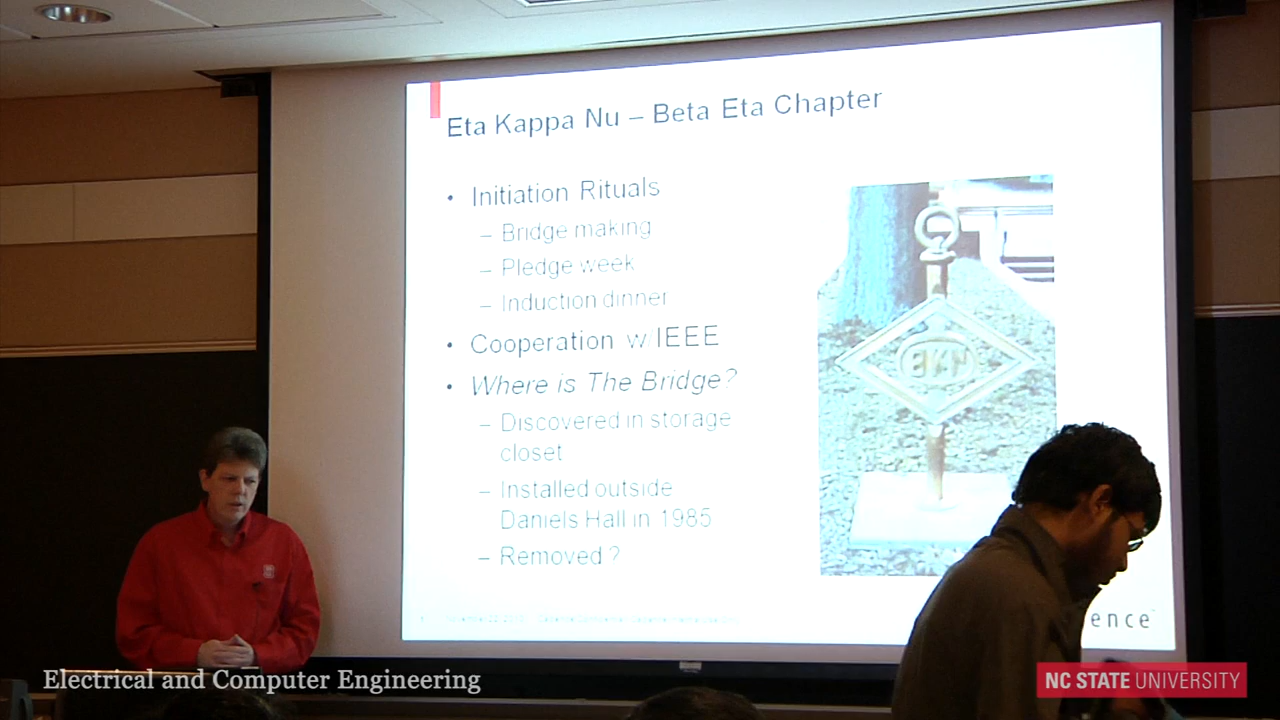 Eta Kappa Nu – Beta Eta Chapter
• Initiation Rituals
– Bridge making
– Pledge week
– Induction dinner
• Cooperation w/IEEE
• Where is The Bridge?
– Discovered in storage
closet
– Installed outside
Daniels Hall in 1985
– Removed ?
ence™
Electrical and Computer Engineering
NC STATE UNIVERSITY